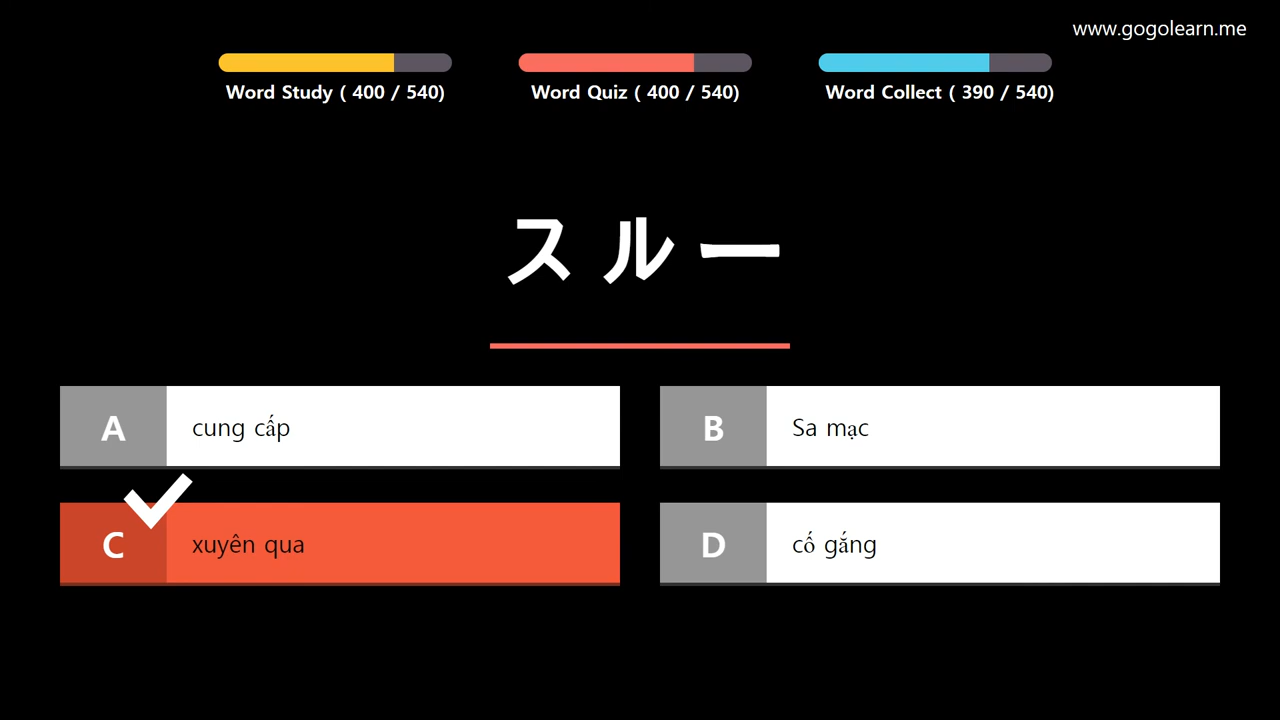 www.gogolearn.me
Word Study ( 400 / 540)
Word Quiz ( 400 / 540)
Word Collect ( 390 / 540)
スルー
A cung cấp
B Sa mạc
C xuyên qua
D cố gắng